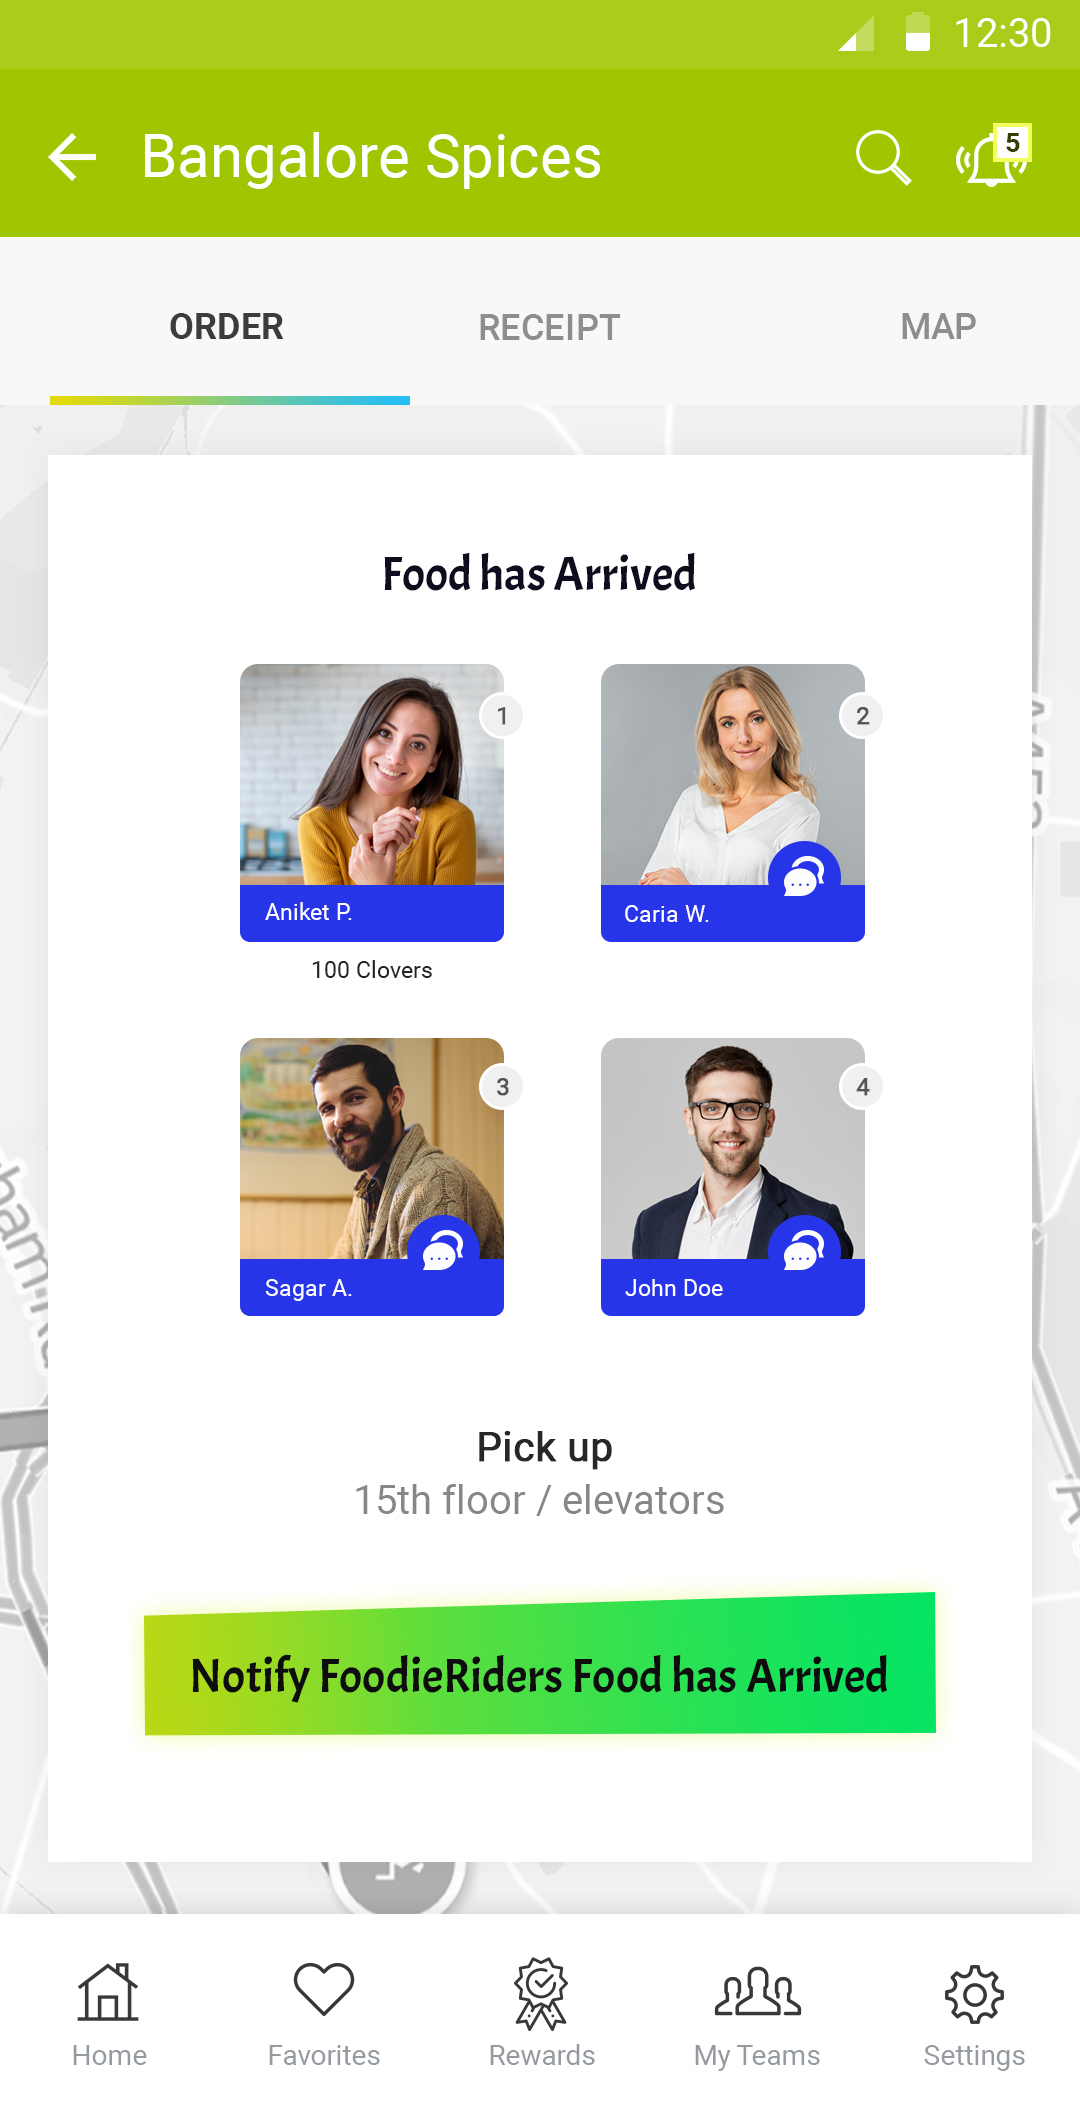 12:30
Bangalore Spices
5
ORDER
RECEIPT
MAP
Food has Arrived
1
2
Aniket P.
Caria W.
100 Clovers
3
4
Sagar A.
John Doe
Pick up
15th floor / elevators
Notify FoodieRiders Food has Arrived
Home
Favorites
Rewards
My Teams
Settings